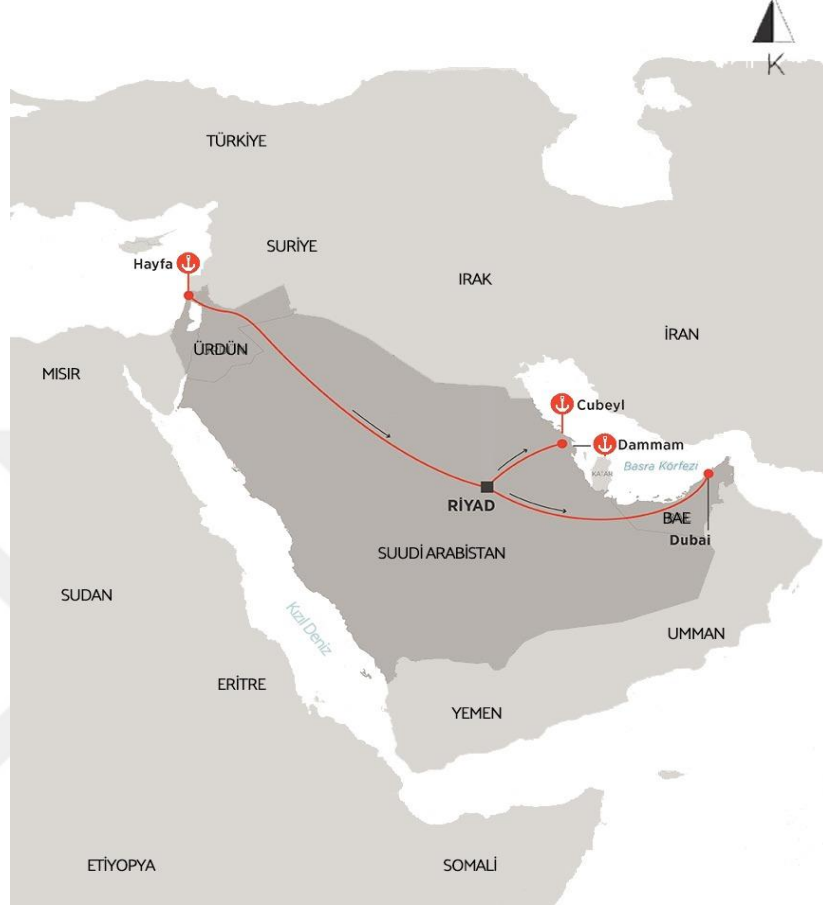 K
TÜRKİYE
SURİYE
Hayfa
IRAK
İRAN
ÜRDÜN
MISIR
Cubeyl
Dammam
Basra Körfezi
KATAR
RİYAD
BAE
Dubai
SUUDİ ARABİSTAN
SUDAN
Kızıl Deniz
UMMAN
ERİTRE
YEMEN
ETİYOPYA
SOMALİ